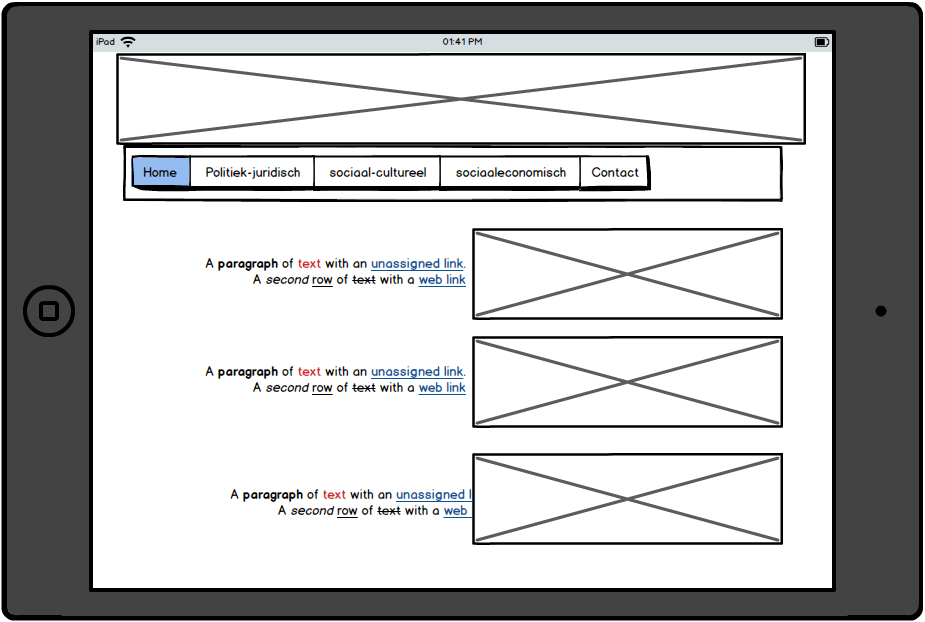 iPad 01:41 PM
Home Politiek-juridisch sociaal-cultureel sociaaleconomisch Contact
A paragraph of text with an unassigned link.
A second row of text with a web link
A paragraph of text with an unassigned link.
A second row of text with a web link
A paragraph of text with an unassigned l
A second row of text with a web